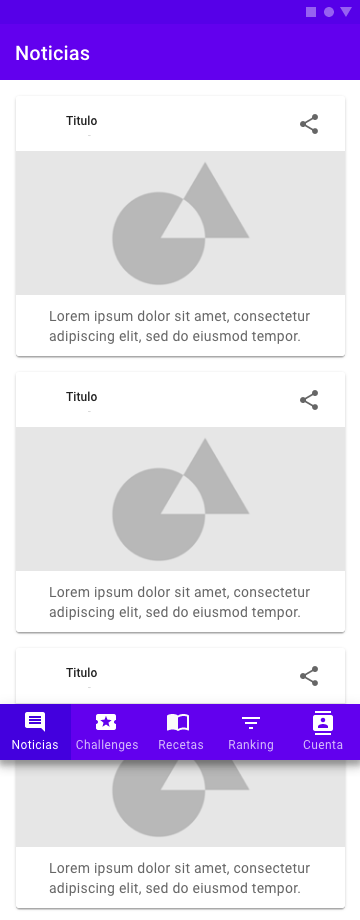 Noticias
Titulo
Lorem ipsum dolor sit amet, consectetur
adipiscing elit, sed do eiusmod tempor.
Titulo
Lorem ipsum dolor sit amet, consectetur
adipiscing elit, sed do eiusmod tempor.
Titulo
Noticias Challenges Recetas Ranking Cuenta
Lorem ipsum dolor sit amet, consectetur
adipiscing elit, sed do eiusmod tempor.